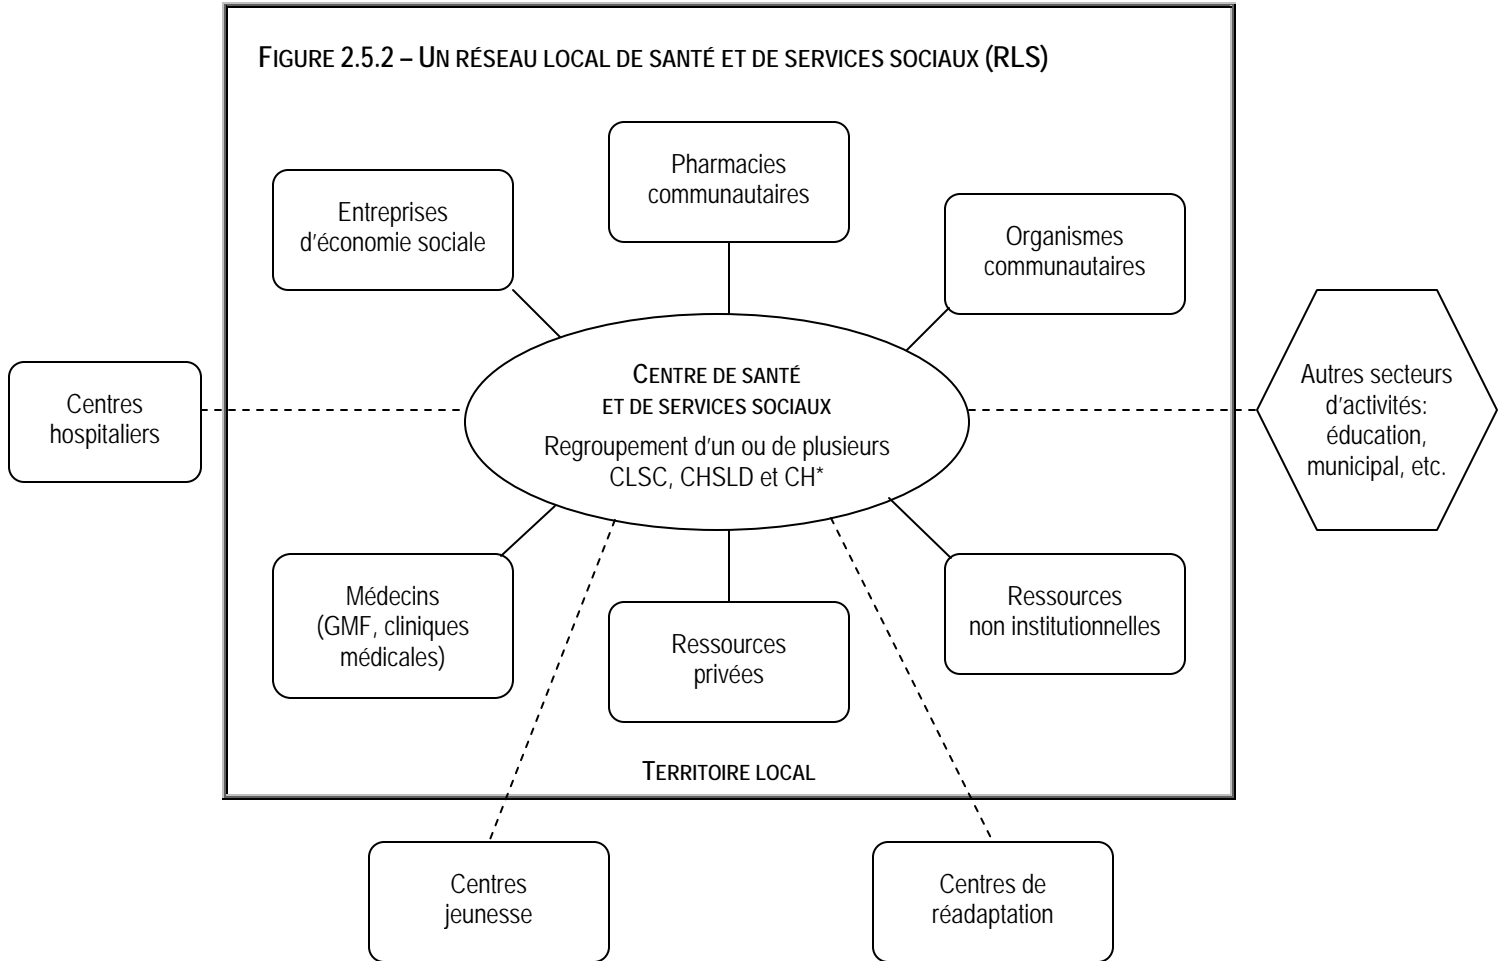 FIGURE 2.5.2 – UN RÉSEAU LOCAL DE SANTÉ ET DE SERVICES SOCIAUX (RLS)
Pharmacies
communautaires
Entreprises
d'économie sociale
Organismes
communautaires
Centres
hospitaliers
CENTRE DE SANTÉ
ET DE SERVICES SOCIAUX
Regroupement d'un ou de plusieurs
CLSC, CHSLD et CH*
Autres secteurs
d'activités:
éducation,
municipal, etc.
Médecins
(GMF, cliniques
médicales)
Ressources
privées
Ressources
non institutionnelles
TERRITOIRE LOCAL
Centres
jeunesse
Centres de
réadaptation